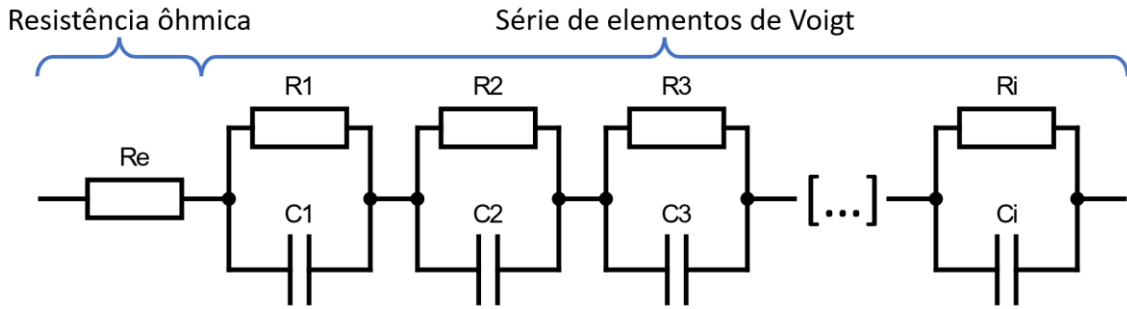 Resistência ôhmica
Série de elementos de Voigt
R1
R2
R3
Ri
Re
C1
C2
C3
[...]
Ci